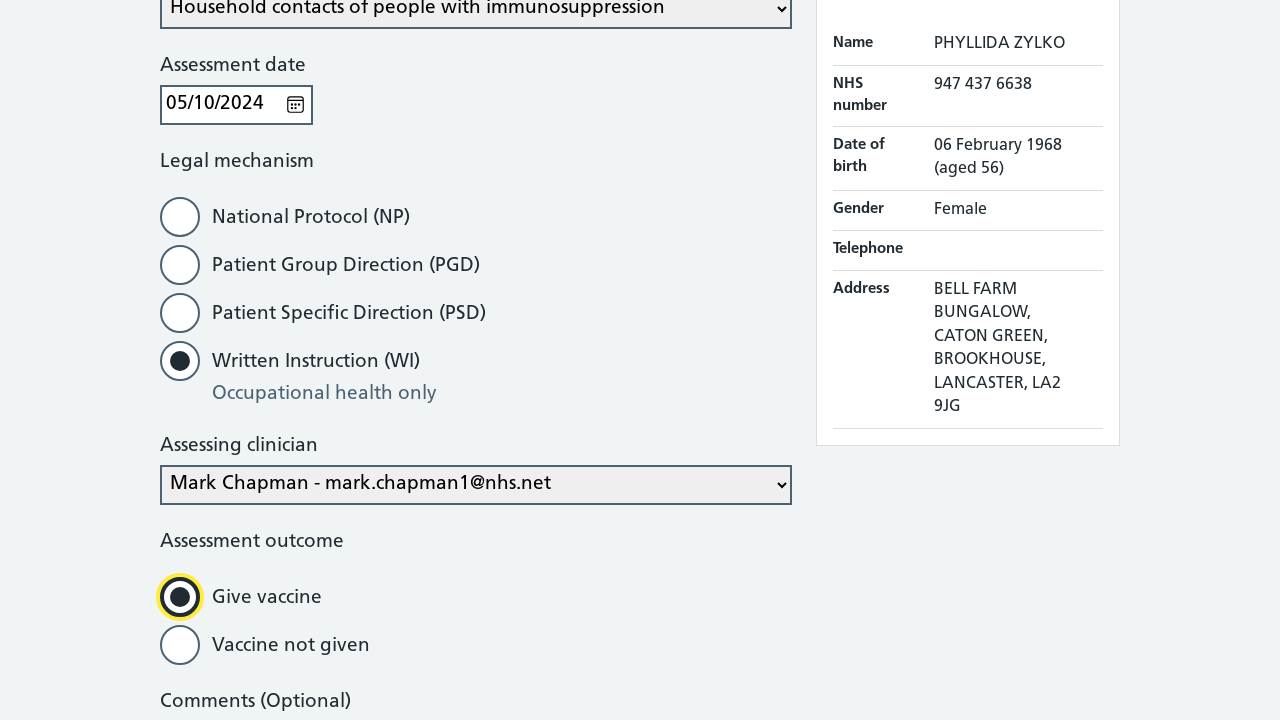 Household contacts of people with immunosuppression
Assessment date
05/10/2024
Legal mechanism
National Protocol (NP)
Patient Group Direction (PGD)
Patient Specific Direction (PSD)
Written Instruction (WI)
Occupational health only
Assessing clinician
Mark Chapman - mark.chapman1@nhs.net
Assessment outcome
Give vaccine
Vaccine not given
Comments (Optional)
Name PHYLLIDA ZYLKO
NHS number 947 437 6638
Date of birth 06 February 1968 (aged 56)
Gender Female
Telephone
Address BELL FARM
BUNGALOW,
CATON GREEN,
BROOKHOUSE,
LANCASTER, LA2
9JG